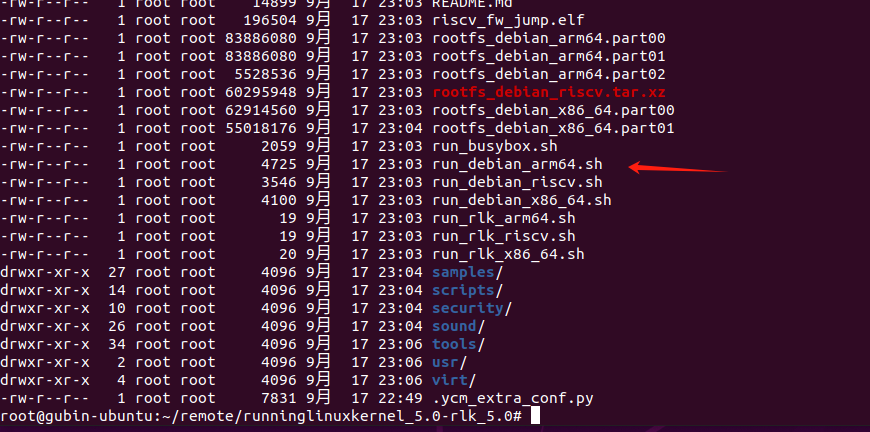 -rw-r--r-- 1 root root 14899 9月 17 23:03 README.md
-rw-r--r-- 1 root root 196504 9月 17 23:03 riscv_fw_jump.elf
-rw-r--r-- 1 root root 83886080 9月 17 23:03 rootfs_debian_arm64.part00
-rw-r--r-- 1 root root 83886080 9月 17 23:03 rootfs_debian_arm64.part01
-rw-r--r-- 1 root root 5528536 9月 17 23:03 rootfs_debian_arm64.part02
-rw-r--r-- 1 root root 60295948 9月 17 23:03 rootfs_debian_riscv.tar.xz
-rw-r--r-- 1 root root 62914560 9月 17 23:03 rootfs_debian_x86_64.part00
-rw-r--r-- 1 root root 55018176 9月 17 23:04 rootfs_debian_x86_64.part01
-rw-r--r-- 1 root root 2059 9月 17 23:03 run_busybox.sh
-rw-r--r-- 1 root root 4725 9月 17 23:03 run_debian_arm64.sh
-rw-r--r-- 1 root root 3546 9月 17 23:03 run_debian_riscv.sh
-rw-r--r-- 1 root root 4100 9月 17 23:03 run_debian_x86_64.sh
-rw-r--r-- 1 root root 19 9月 17 23:03 run_rlk_arm64.sh
-rw-r--r-- 1 root root 19 9月 17 23:03 run_rlk_riscv.sh
-rw-r--r-- 1 root root 20 9月 17 23:03 run_rlk_x86_64.sh
drwxr-xr-x 27 root root 4096 9月 17 23:04 samples/
drwxr-xr-x 14 root root 4096 9月 17 23:04 scripts/
drwxr-xr-x 10 root root 4096 9月 17 23:04 security/
drwxr-xr-x 26 root root 4096 9月 17 23:04 sound/
drwxr-xr-x 34 root root 4096 9月 17 23:06 tools/
drwxr-xr-x 2 root root 4096 9月 17 23:06 usr/
drwxr-xr-x 4 root root 4096 9月 17 23:06 virt/
-rw-r--r-- 1 root root 7831 9月 17 22:49 .ycm_extra_conf.py
root@gubin-ubuntu:~/remote/runninglinuxkernel_5.0-rlk_5.0#